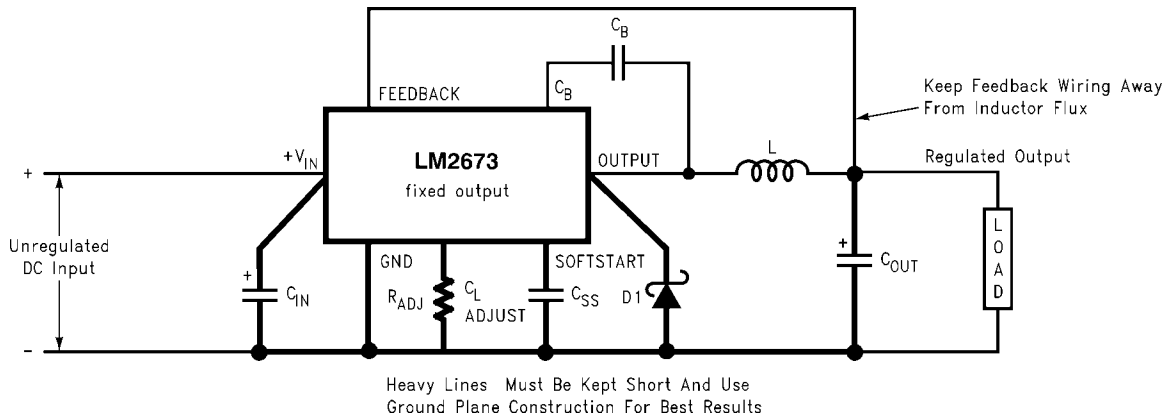 C_B
FEEDBACK
C_B
Keep Feedback Wiring Away
From Inductor Flux
+V_IN
LM2673
fixed output
OUTPUT
L
Regulated Output
+
Unregulated
DC Input
-
+
C_IN
GND
R_ADJ
C_L
ADJUST
SOFTSTART
C_SS
D1
+
C_OUT
LOAD
Heavy Lines Must Be Kept Short And Use
Ground Plane Construction For Best Results